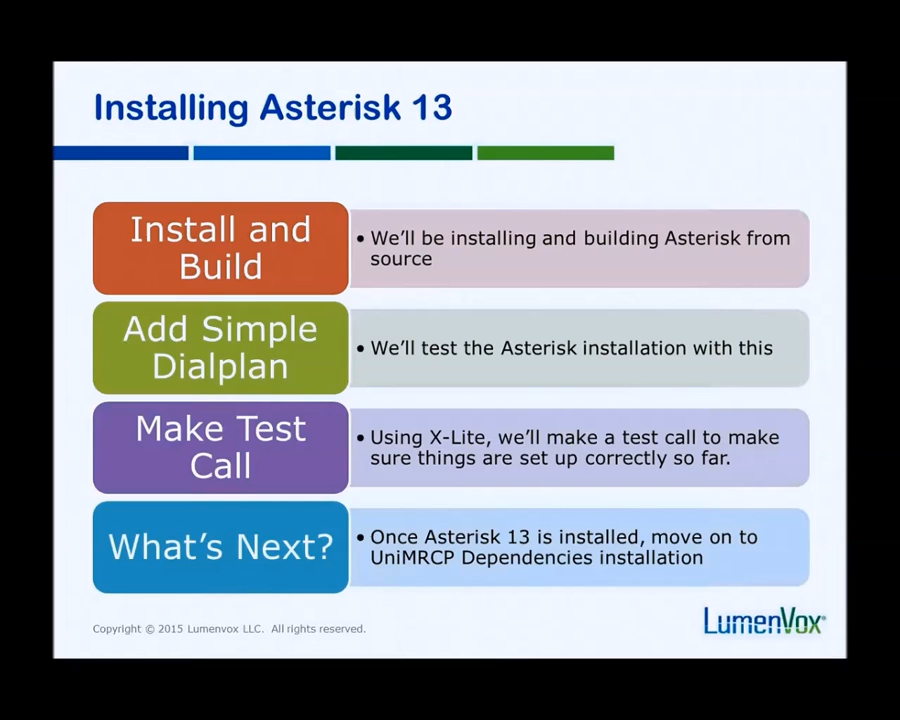 Installing Asterisk 13
Install and
Build
• We’ll be installing and building Asterisk from
source
Add Simple
Dialplan
• We’ll test the Asterisk installation with this
Make Test
Call
• Using X-Lite, we’ll make a test call to make
sure things are set up correctly so far.
What’s Next?
• Once Asterisk 13 is installed, move on to
UniMRCP Dependencies installation
Copyright © 2015 Lumenvox LLC. All rights reserved.
LumenVox®